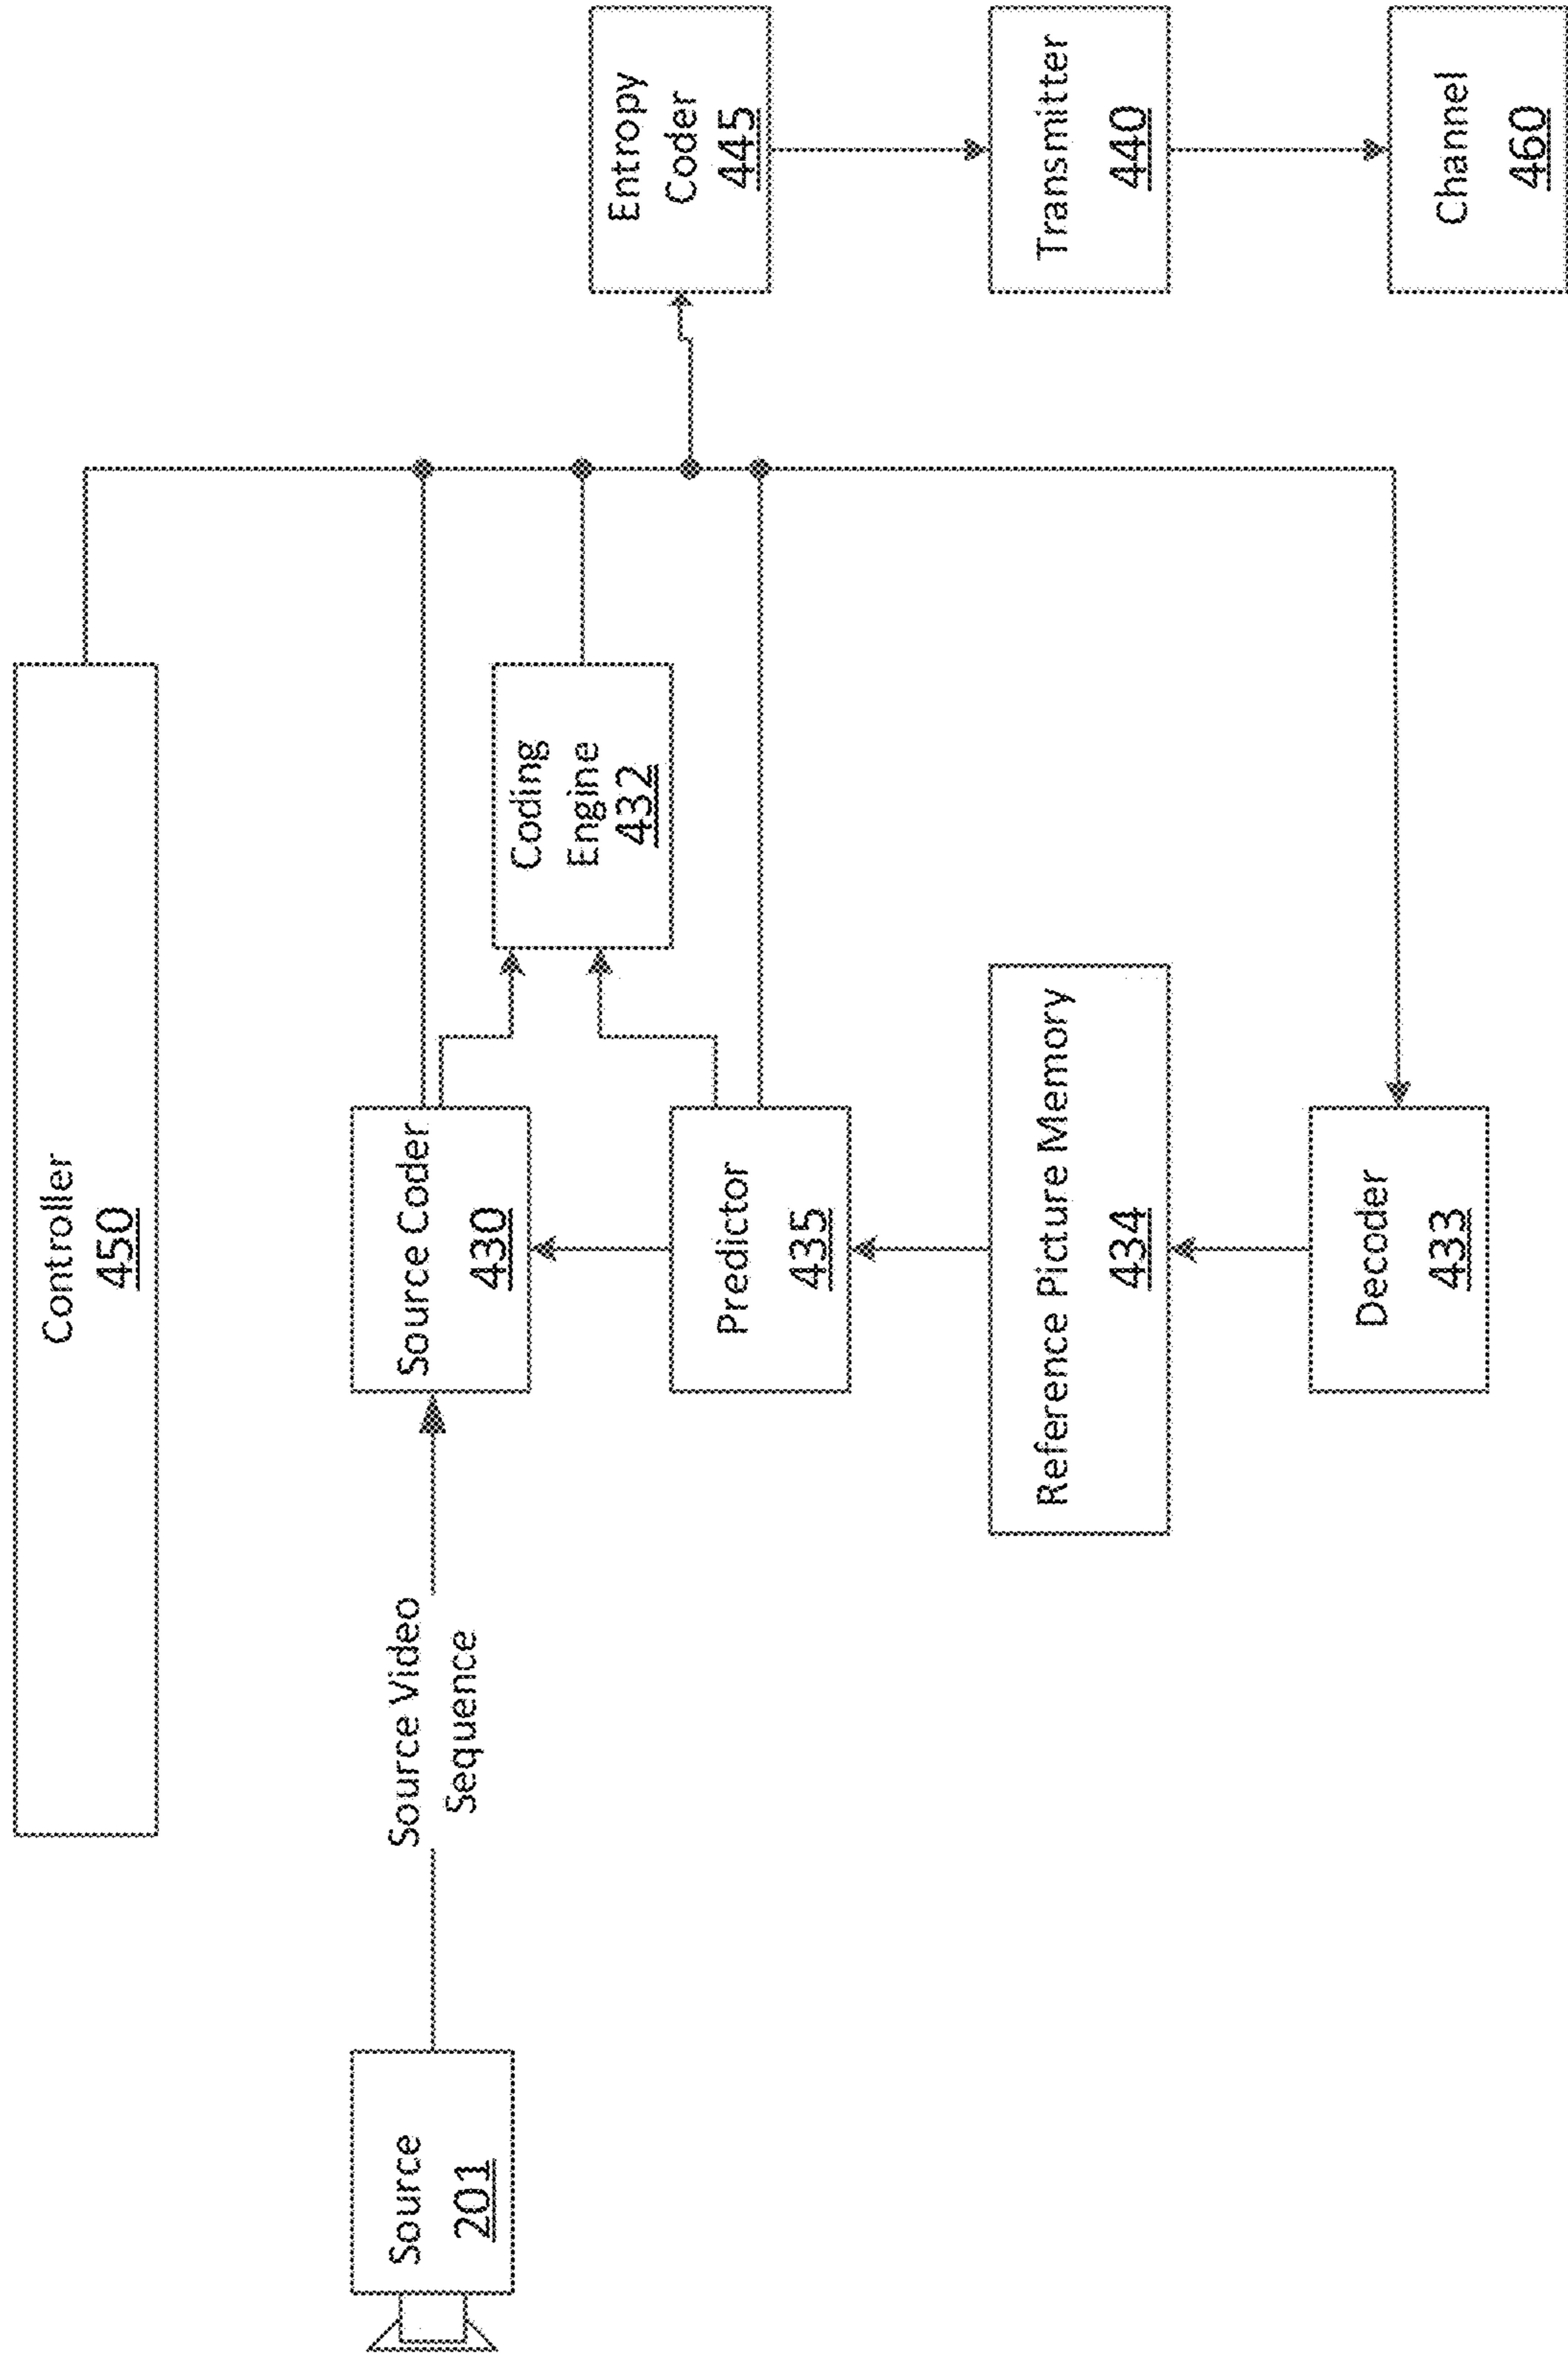 Controller
450
Source
201
Source Video
Sequence
Source Coder
430
Coding
Engine
432
Predictor
435
Reference Picture Memory
434
Decoder
433
Entropy
Coder
445
Transmitter
440
Channel
460